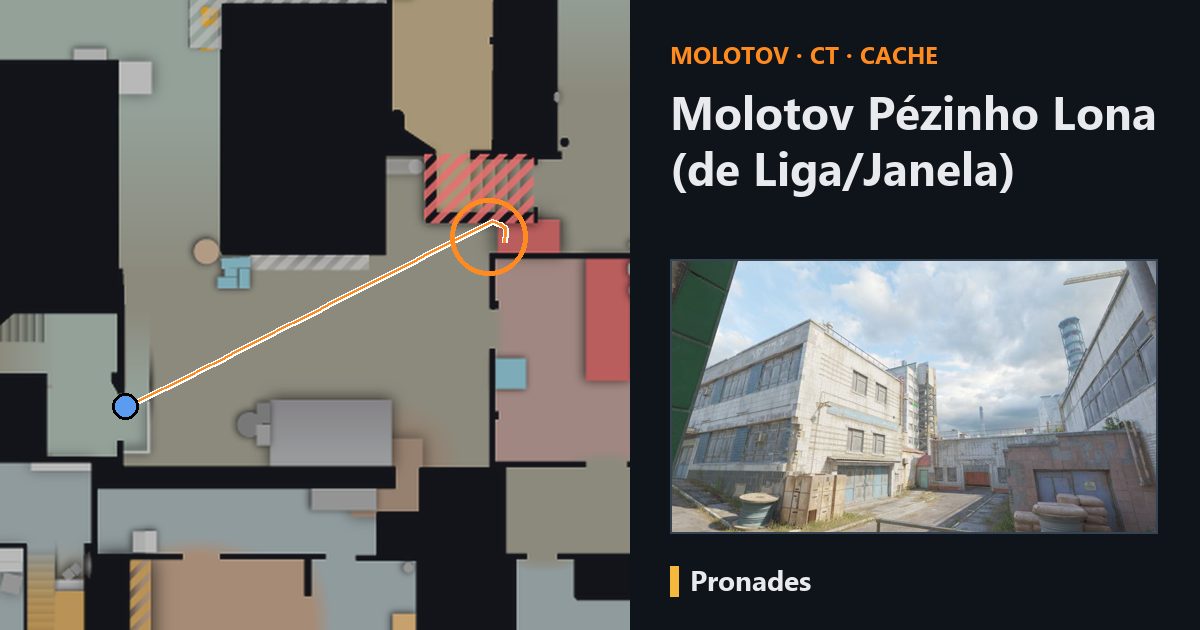 MOLOTOV · CT · CACHE
Molotov Pézinho Lona
(de Liga/Janela)
Pronades